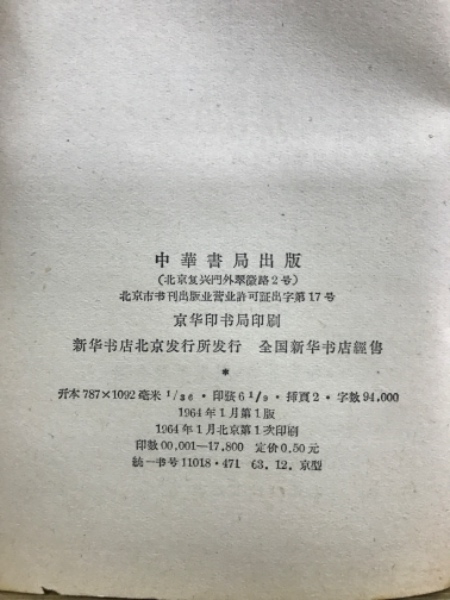 中華書局出版
（北京复兴門外翠微路2号）
北京市书刊出版业营业許可証出字第17号
京华印书局印刷
新华书店北京发行所发行 全国新华书店經售
*
开本787×1092毫米1/36·印張6 1/9·插頁2·字数94,000
1964年1月第1版
1964年1月北京第1次印刷
印数00,001—17,800 定价0.50元
統一书号11018·471 63.12.京型